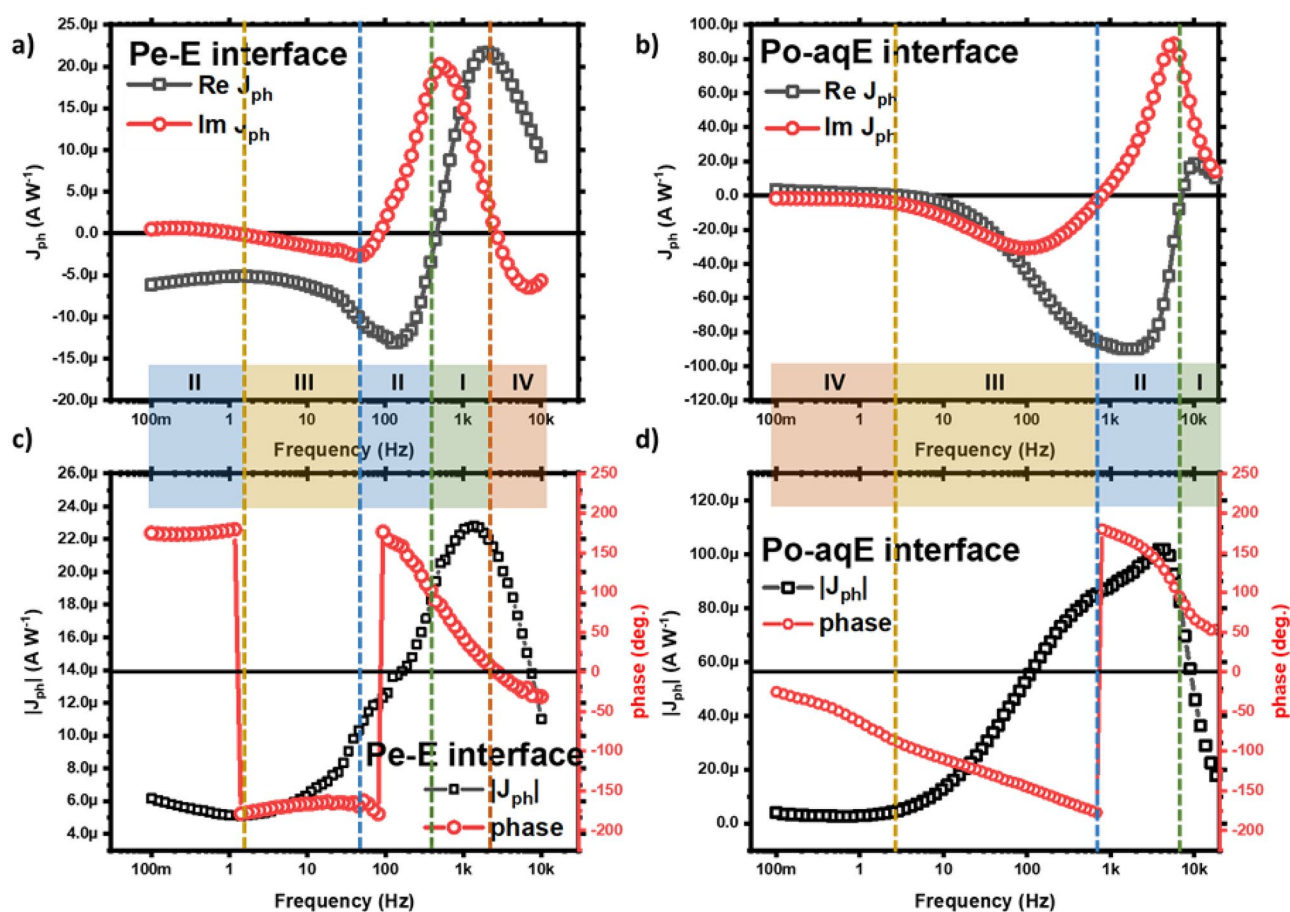 a)
Pe-E interface
Re Jph
Im Jph
25.0µ
20.0µ
15.0µ
10.0µ
5.0µ
0.0
-5.0µ
-10.0µ
-15.0µ
-20.0µ
Jph (A W-1)
II III II I IV
100m 1 10 100 1k 10k
Frequency (Hz)
b)
Po-aqE interface
Re Jph
Im Jph
100.0µ
80.0µ
60.0µ
40.0µ
20.0µ
0.0
-20.0µ
-40.0µ
-60.0µ
-80.0µ
-100.0µ
-120.0µ
Jph (A W-1)
IV III II I
100m 1 10 100 1k 10k
Frequency (Hz)
c)
26.0µ
24.0µ
22.0µ
20.0µ
18.0µ
16.0µ
14.0µ
12.0µ
10.0µ
8.0µ
6.0µ
4.0µ
|Jph| (A W-1)
Pe-E interface
|Jph|
phase
250
200
150
100
50
0
-50
-100
-150
-200
phase (deg.)
100m 1 10 100 1k 10k
Frequency (Hz)
d)
120.0µ
100.0µ
80.0µ
60.0µ
40.0µ
20.0µ
0.0
|Jph| (A W-1)
Po-aqE interface
|Jph|
phase
250
200
150
100
50
0
-50
-100
-150
-200
phase (deg.)
100m 1 10 100 1k 10k
Frequency (Hz)